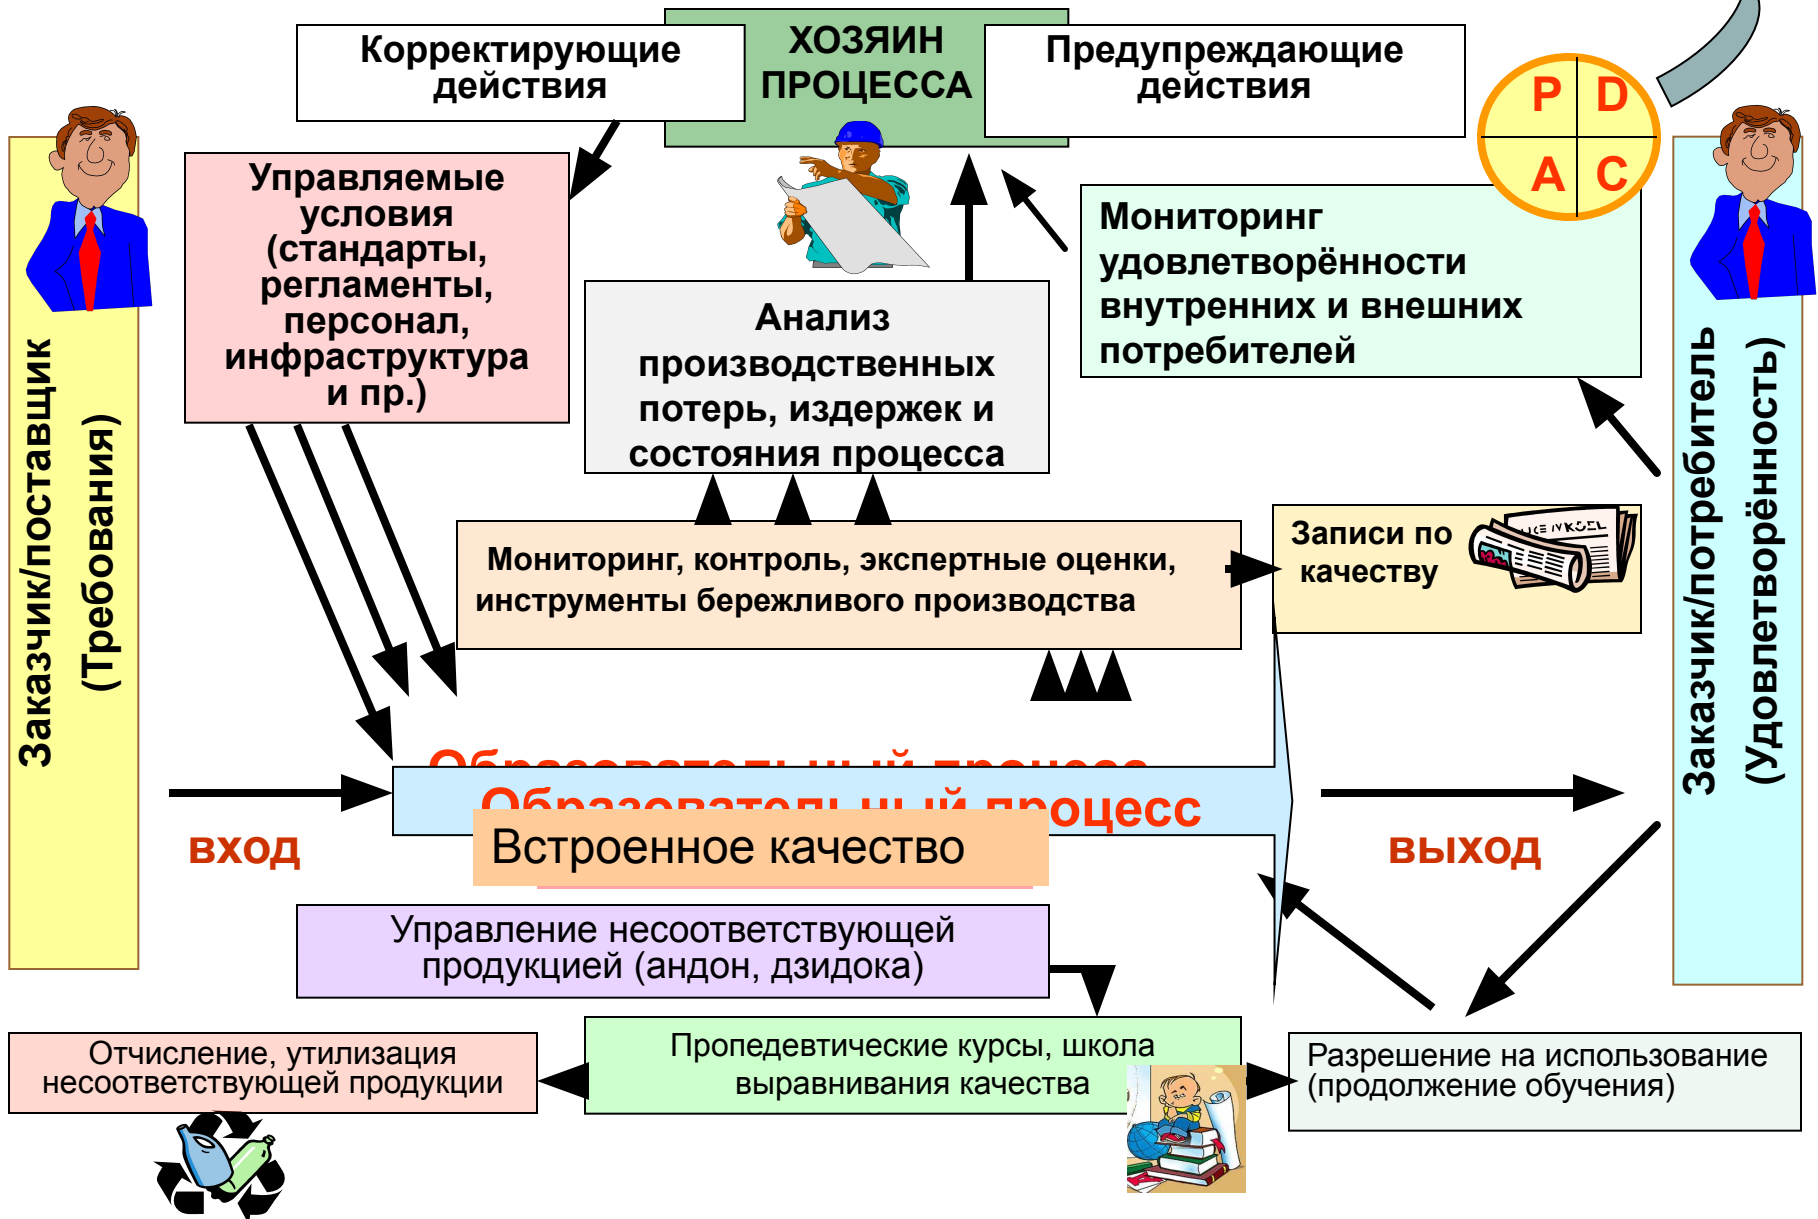 Корректирующие
действия
ХОЗЯИН
ПРОЦЕССА
Предупреждающие
действия
P D
A C
Заказчик/поставщик
(Требования)
Управляемые
условия
(стандарты,
регламенты,
персонал,
инфраструктура
и пр.)
Анализ
производственных
потерь, издержек и
состояния процесса
Мониторинг
удовлетворённости
внутренних и внешних
потребителей
Заказчик/потребитель
(Удовлетворённость)
Мониторинг, контроль, экспертные оценки,
инструменты бережливого производства
Записи по
качеству
Образовательный процесс
Образовательный процесс
Встроенное качество
вход
выход
Управление несоответствующей
продукцией (андон, дзидока)
Отчисление, утилизация
несоответствующей продукции
Пропедевтические курсы, школа
выравнивания качества
Разрешение на использование
(продолжение обучения)